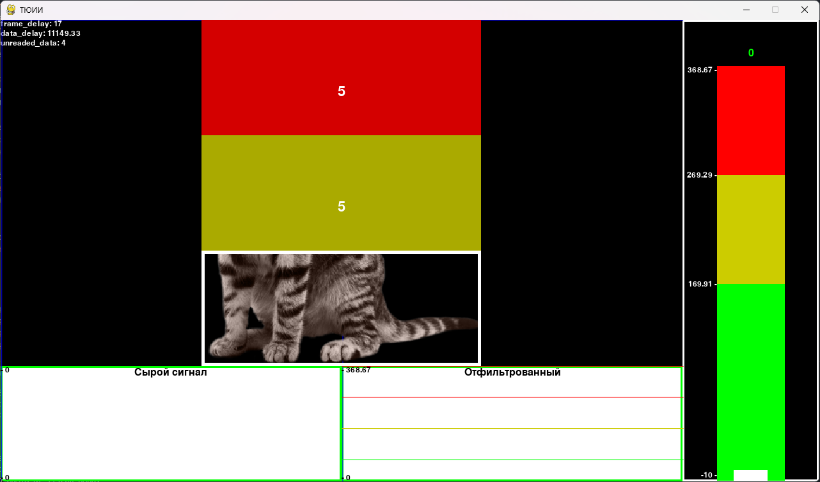 ТЮИИ
frame_delay: 17
data_delay: 11149.33
unreaded_data: 4
5
5
0
368.67
269.29
169.91
-10
0
Сырой сигнал
0
368.67
Отфильтрованный
0